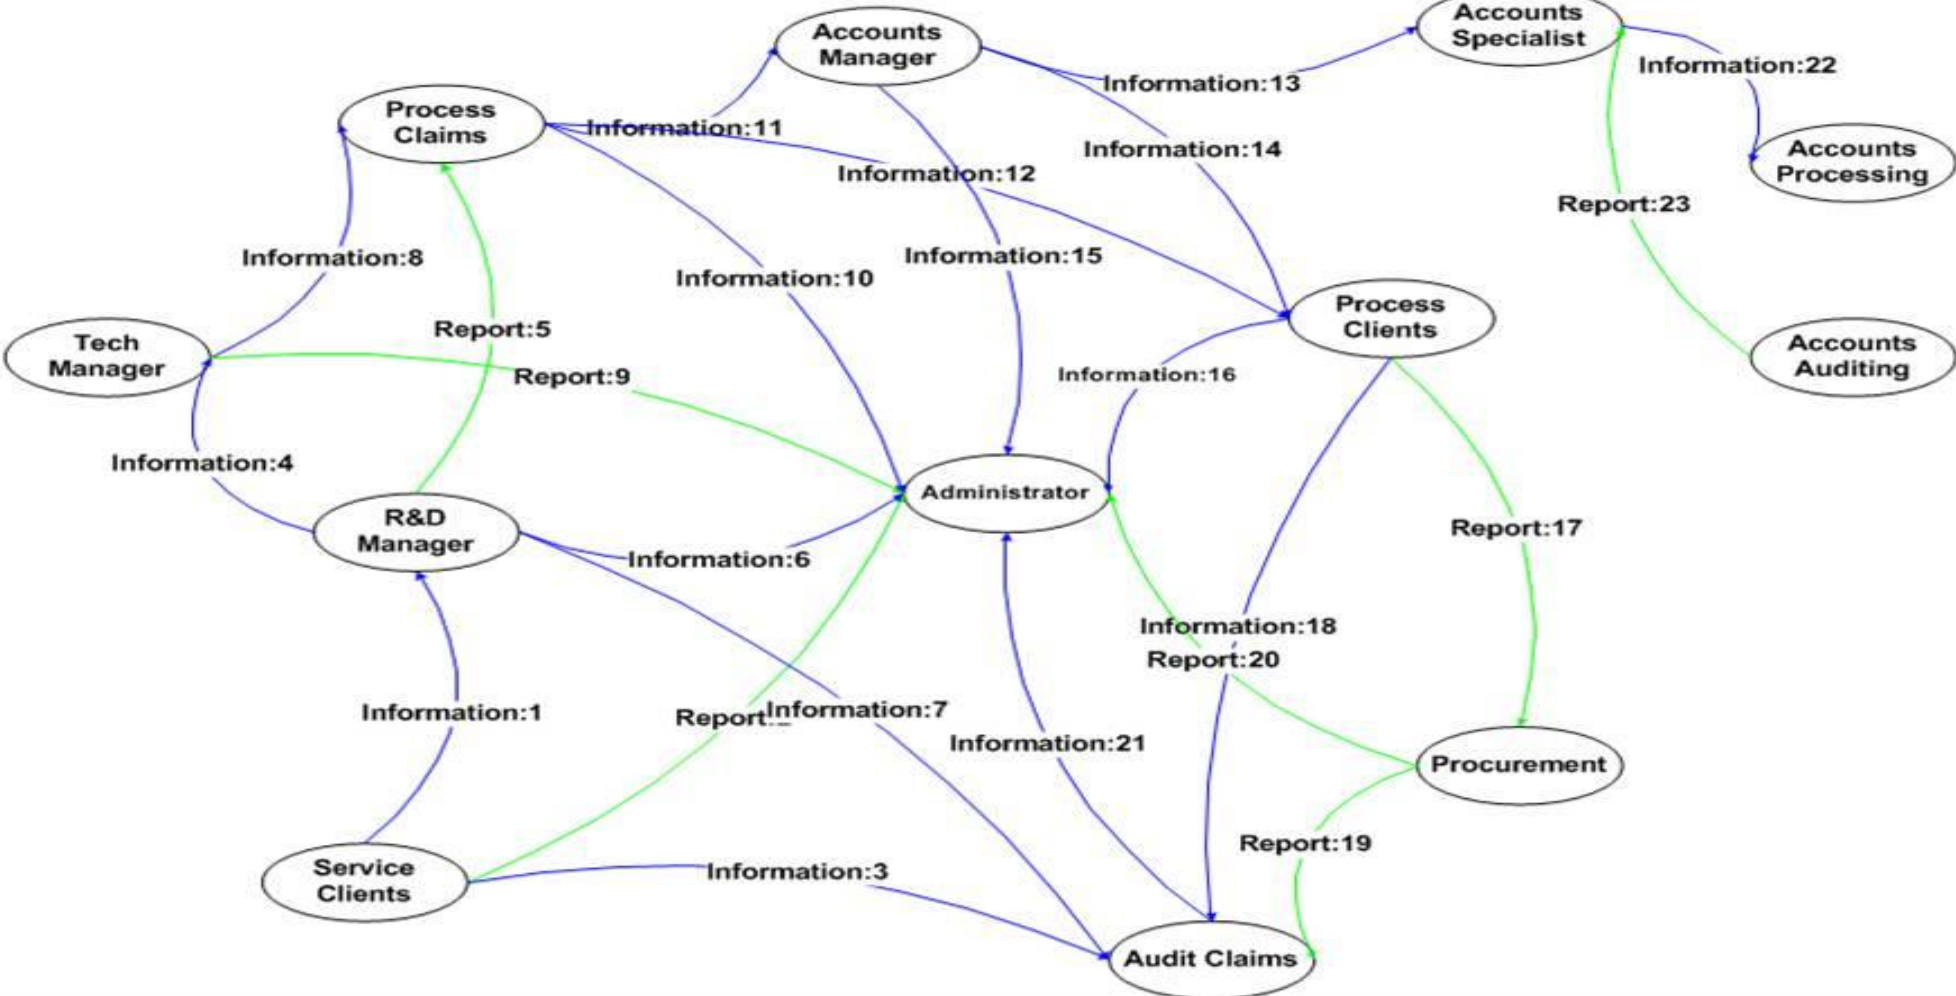 Accounts
Specialist
Accounts
Manager
Information:22
Information:13
Process
Claims
Information:11
Information:14
Accounts
Processing
Information:12
Report:23
Information:15
Information:8
Information:10
Process
Clients
Report:5
Tech
Manager
Accounts
Auditing
Report:9
Information:16
Information:4
Administrator
R&D
Manager
Report:17
Information:6
Information:18
Report:20
Information:1
Report:
Information:7
Information:21
Procurement
Report:19
Service
Clients
Information:3
Audit Claims